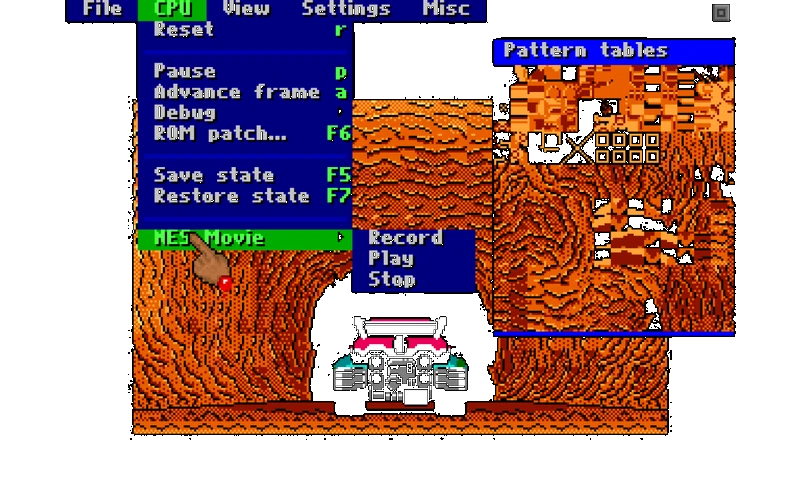 File CPU View Settings Misc
Reset r
Pause p
Advance frame a
Debug
ROM patch... F6
Save state F5
Restore state F7
NES Movie
Record
Play
Stop
Pattern tables